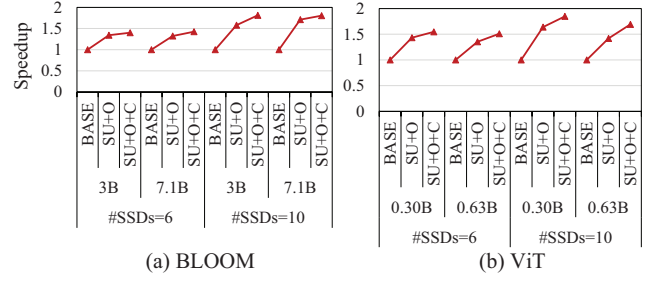 Speedup
2
1.5
1
0.5
0
BASE
SU+O
SU+O+C
BASE
SU+O
SU+O+C
BASE
SU+O
SU+O+C
BASE
SU+O
SU+O+C
3B 7.1B 3B 7.1B
#SSDs=6 #SSDs=10
(a) BLOOM
2
1.5
1
0.5
0
BASE
SU+O
SU+O+C
BASE
SU+O
SU+O+C
BASE
SU+O
SU+O+C
BASE
SU+O
SU+O+C
0.30B 0.63B 0.30B 0.63B
#SSDs=6 #SSDs=10
(b) ViT